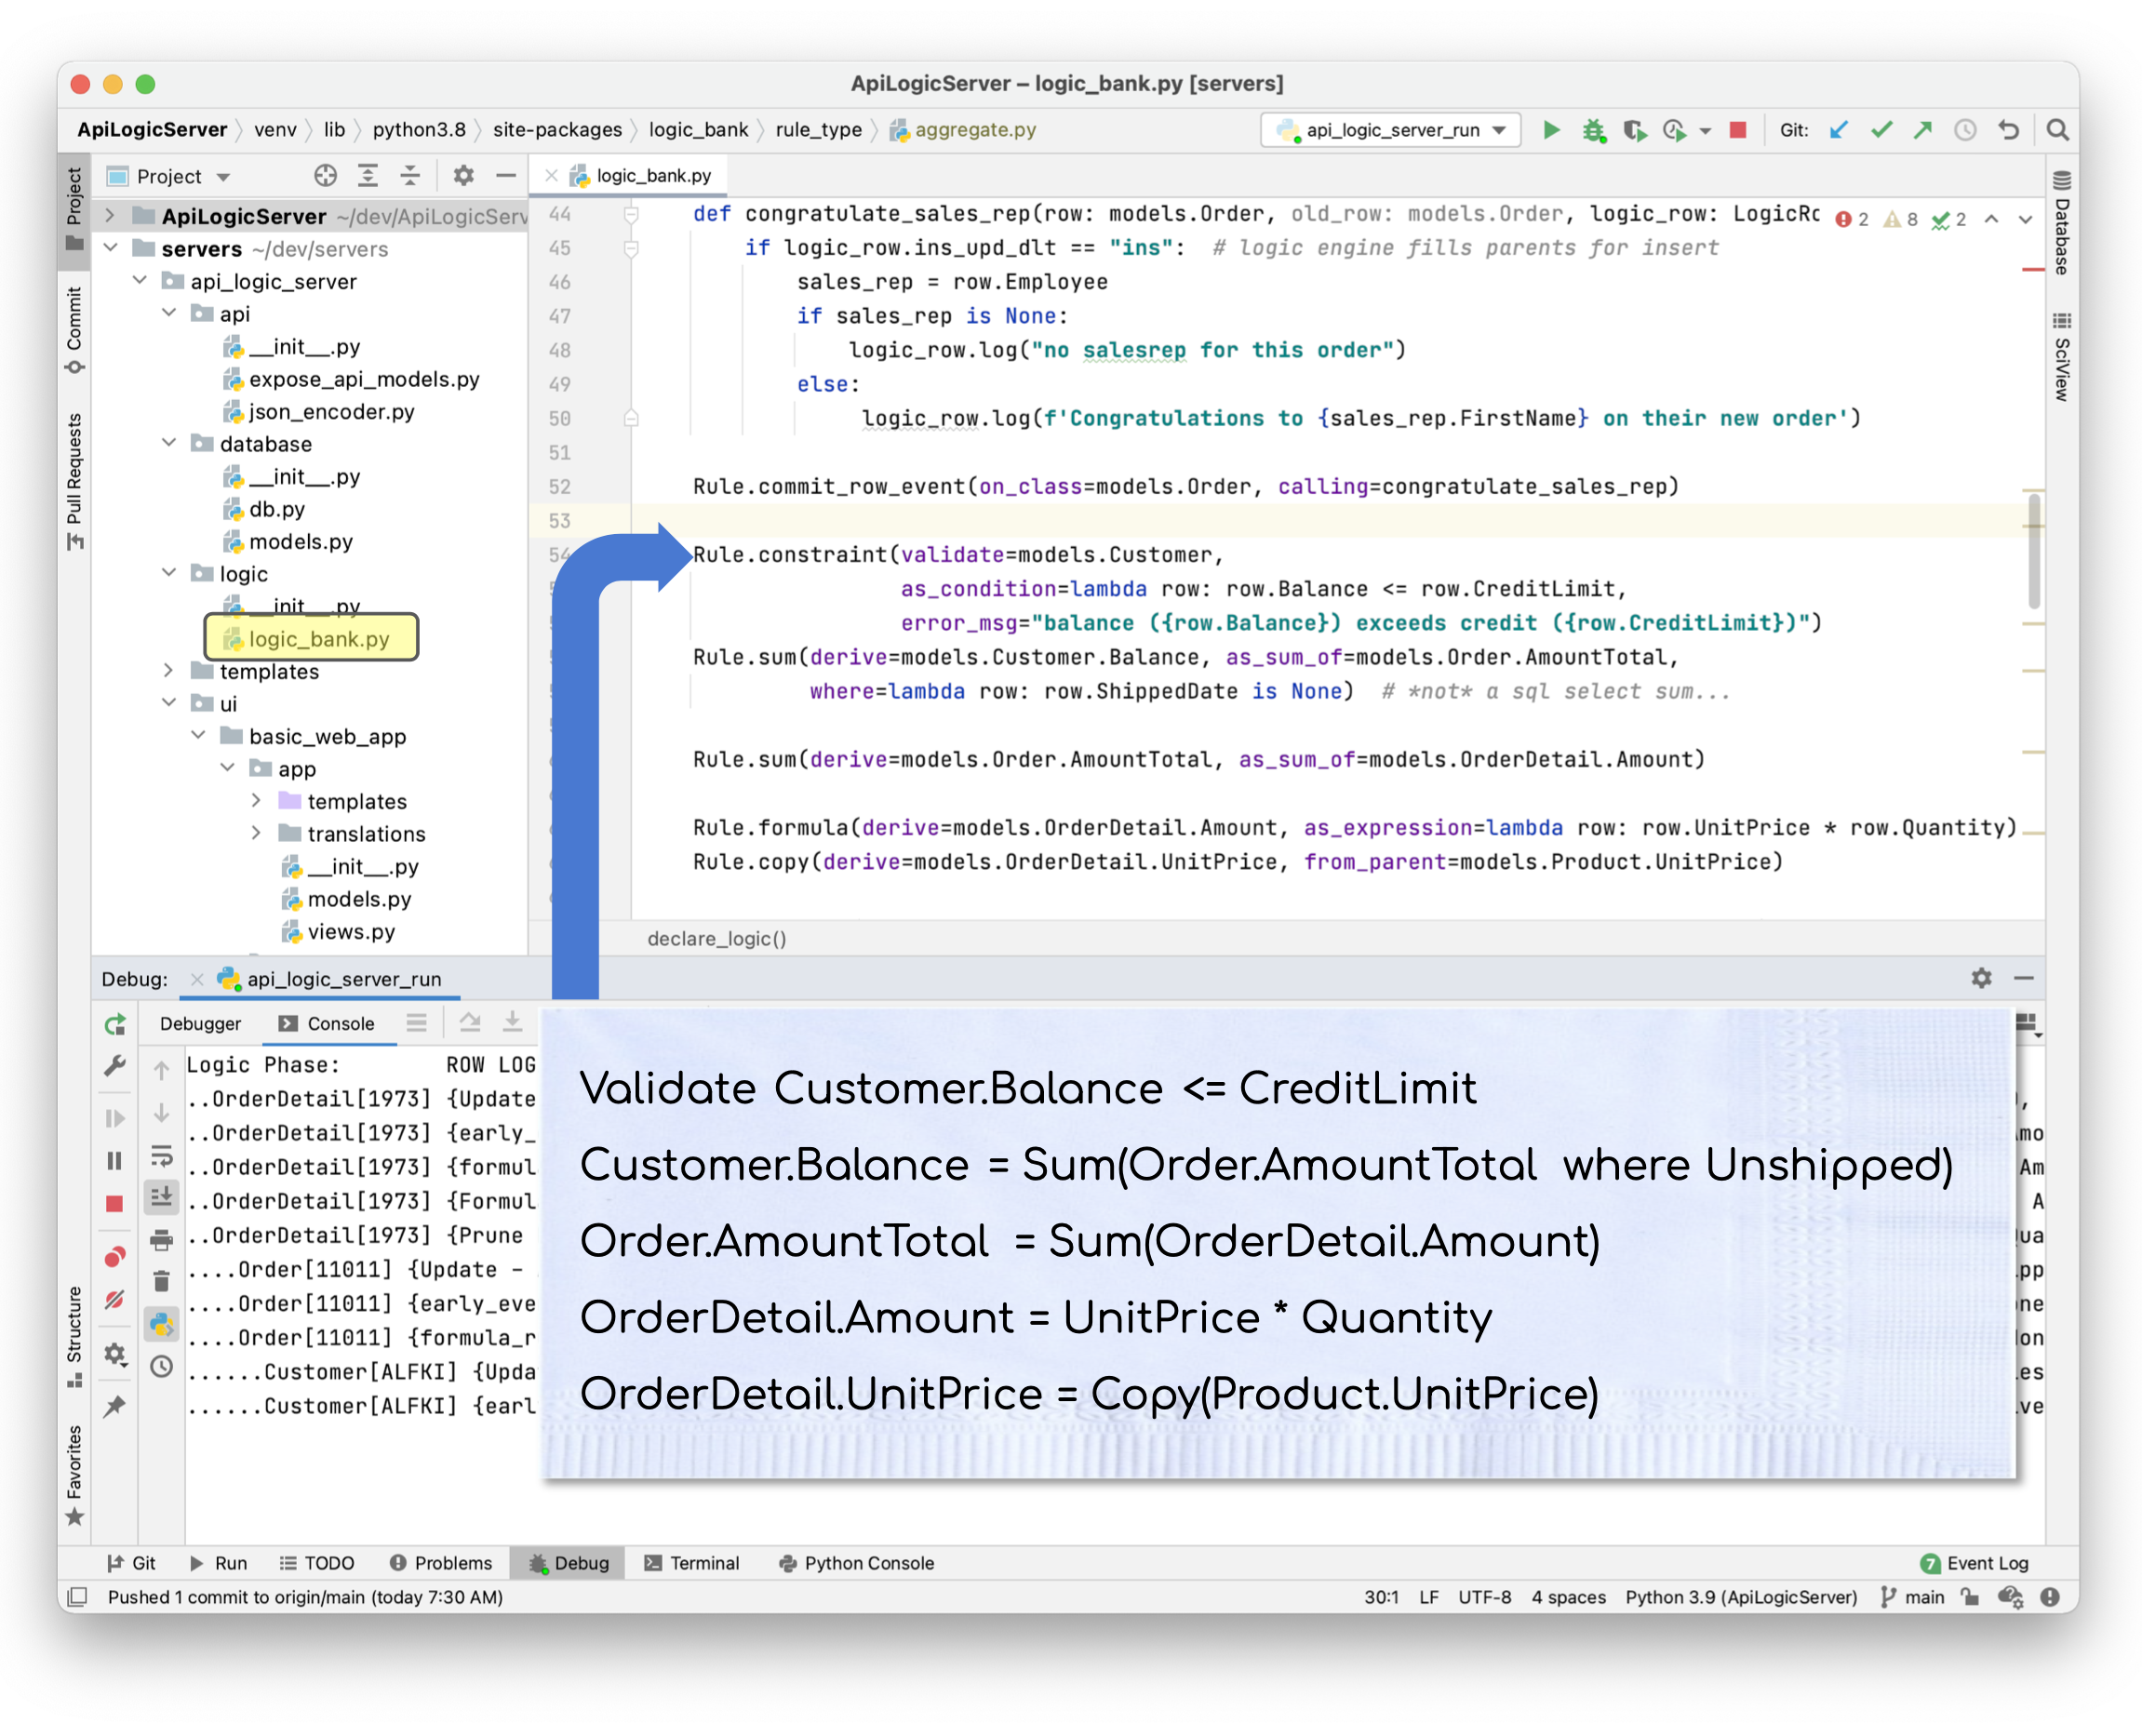 ApiLogicServer – logic_bank.py [servers]
ApiLogicServer venv lib python3.8 site-packages logic_bank rule_type aggregate.py api_logic_server_run Git:
Project
logic_bank.py
Project
Commit
Pull Requests
Structure
Favorites
Database
SciView
ApiLogicServer ~/dev/ApiLogicServ
servers ~/dev/servers
api_logic_server
api
__init__.py
expose_api_models.py
json_encoder.py
database
__init__.py
db.py
models.py
logic
__init__.py
logic_bank.py
templates
ui
basic_web_app
app
templates
translations
__init__.py
models.py
views.py
44 def congratulate_sales_rep(row: models.Order, old_row: models.Order, logic_row: LogicRo 2 8 2
45 if logic_row.ins_upd_dlt == "ins": # logic engine fills parents for insert
46 sales_rep = row.Employee
47 if sales_rep is None:
48 logic_row.log("no salesrep for this order")
49 else:
50 logic_row.log(f'Congratulations to {sales_rep.FirstName} on their new order')
51
52 Rule.commit_row_event(on_class=models.Order, calling=congratulate_sales_rep)
53
54 Rule.constraint(validate=models.Customer,
as_condition=lambda row: row.Balance <= row.CreditLimit,
error_msg="balance ({row.Balance}) exceeds credit ({row.CreditLimit})")
Rule.sum(derive=models.Customer.Balance, as_sum_of=models.Order.AmountTotal,
where=lambda row: row.ShippedDate is None) # *not* a sql select sum...
Rule.sum(derive=models.Order.AmountTotal, as_sum_of=models.OrderDetail.Amount)
Rule.formula(derive=models.OrderDetail.Amount, as_expression=lambda row: row.UnitPrice * row.Quantity)
Rule.copy(derive=models.OrderDetail.UnitPrice, from_parent=models.Product.UnitPrice)
declare_logic()
Debug: api_logic_server_run
Debugger Console
Logic Phase: ROW LOG
..OrderDetail[1973] {Update
..OrderDetail[1973] {early_
..OrderDetail[1973] {formul
..OrderDetail[1973] {Formul
..OrderDetail[1973] {Prune
....Order[11011] {Update –
....Order[11011] {early_eve
....Order[11011] {formula_r
......Customer[ALFKI] {Upda
......Customer[ALFKI] {earl
Validate Customer.Balance <= CreditLimit
Customer.Balance = Sum(Order.AmountTotal where Unshipped)
Order.AmountTotal = Sum(OrderDetail.Amount)
OrderDetail.Amount = UnitPrice * Quantity
OrderDetail.UnitPrice = Copy(Product.UnitPrice)
Git Run TODO Problems Debug Terminal Python Console 7 Event Log
Pushed 1 commit to origin/main (today 7:30 AM) 30:1 LF UTF-8 4 spaces Python 3.9 (ApiLogicServer) main